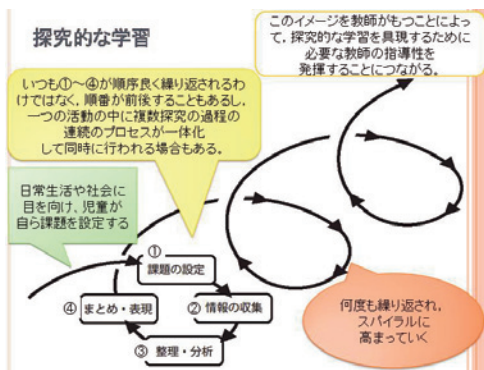 探究的な学習
このイメージを教師がもつことによっ
て，探究的な学習を具現するために
必要な教師の指導性を
発揮することにつながる。
いつも①～④が順序良く繰り返されるわ
けではなく，順番が前後することもあるし，
一つの活動の中に複数探究の過程の
連続のプロセスが一体化
して同時に行われる場合もある。
日常生活や社会に
目を向け、児童が
自ら課題を設定する
①
課題の設定
② 情報の収集
③ 整理・分析
④ まとめ・表現
何度も繰り返され，
スパイラルに
高まっていく